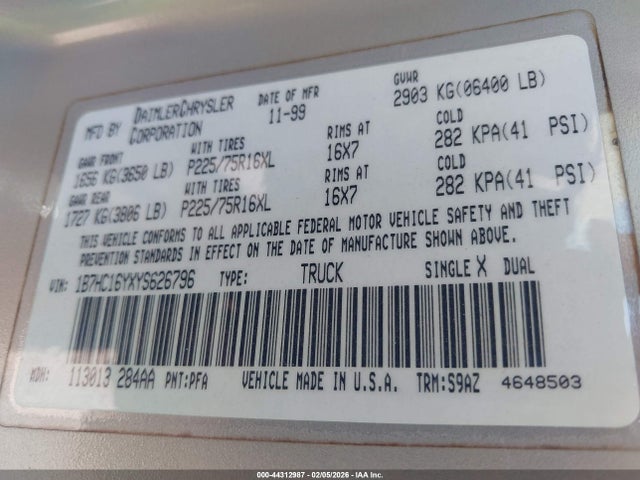 MFD BY DAIMLERCHRYSLER CORPORATION DATE OF MFR 11-99 GVWR 2903 KG(06400 LB)
GAWR FRONT 1656 KG(3650 LB) WITH TIRES P225/75R16XL RIMS AT 16X7 COLD 282 KPA(41 PSI)
GAWR REAR 1727 KG(3806 LB) WITH TIRES P225/75R16XL RIMS AT 16X7 COLD 282 KPA(41 PSI)
THIS VEHICLE CONFORMS TO ALL APPLICABLE FEDERAL MOTOR VEHICLE SAFETY AND THEFT
PREVENTION STANDARDS IN EFFECT ON THE DATE OF MANUFACTURE SHOWN ABOVE.
VIN: 1B7HC16YXYS626796 TYPE: TRUCK SINGLE X DUAL
MDH: 113013 284AA PNT:PFA VEHICLE MADE IN U.S.A. TRM:S9AZ 4648503
000-44312987 - 02/05/2026 - IAA Inc.